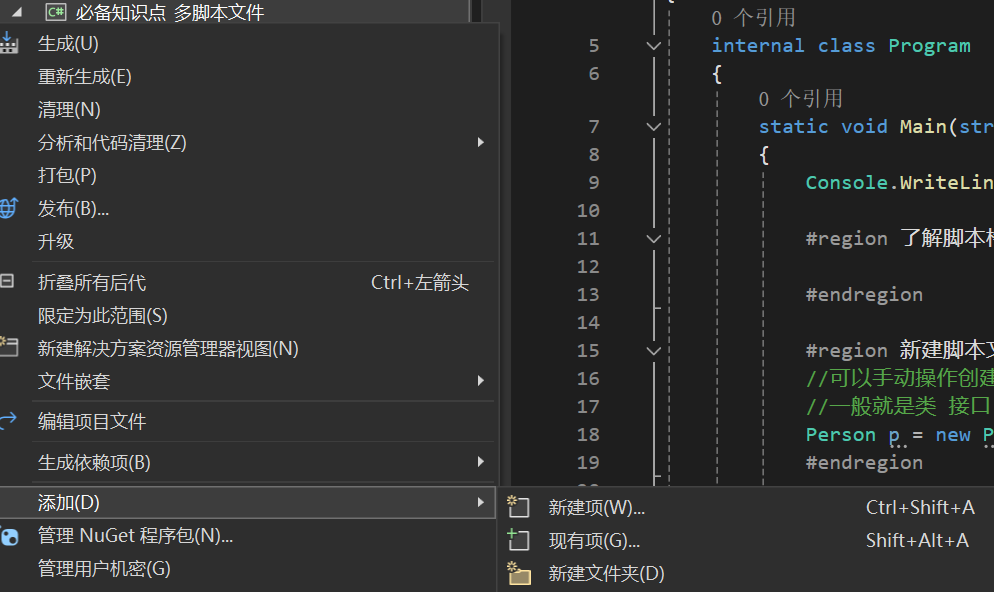 C# 必备知识点 多脚本文件
生成(U)
重新生成(E)
清理(N)
分析和代码清理(Z)
打包(P)
发布(B)...
升级
折叠所有后代 Ctrl+左箭头
限定为此范围(S)
新建解决方案资源管理器视图(N)
文件嵌套
编辑项目文件
生成依赖项(B)
添加(D)
管理 NuGet 程序包(N)...
管理用户机密(G)
0 个引用
5 internal class Program
6 {
0 个引用
7 static void Main(str
8 {
9 Console.WriteLin
10
11 #region 了解脚本
12
13 #endregion
14
15 #region 新建脚本
16 //可以手动操作创建
17 //一般就是类 接口
18 Person p = new P
19 #endregion
新建项(W)... Ctrl+Shift+A
现有项(G)... Shift+Alt+A
新建文件夹(D)